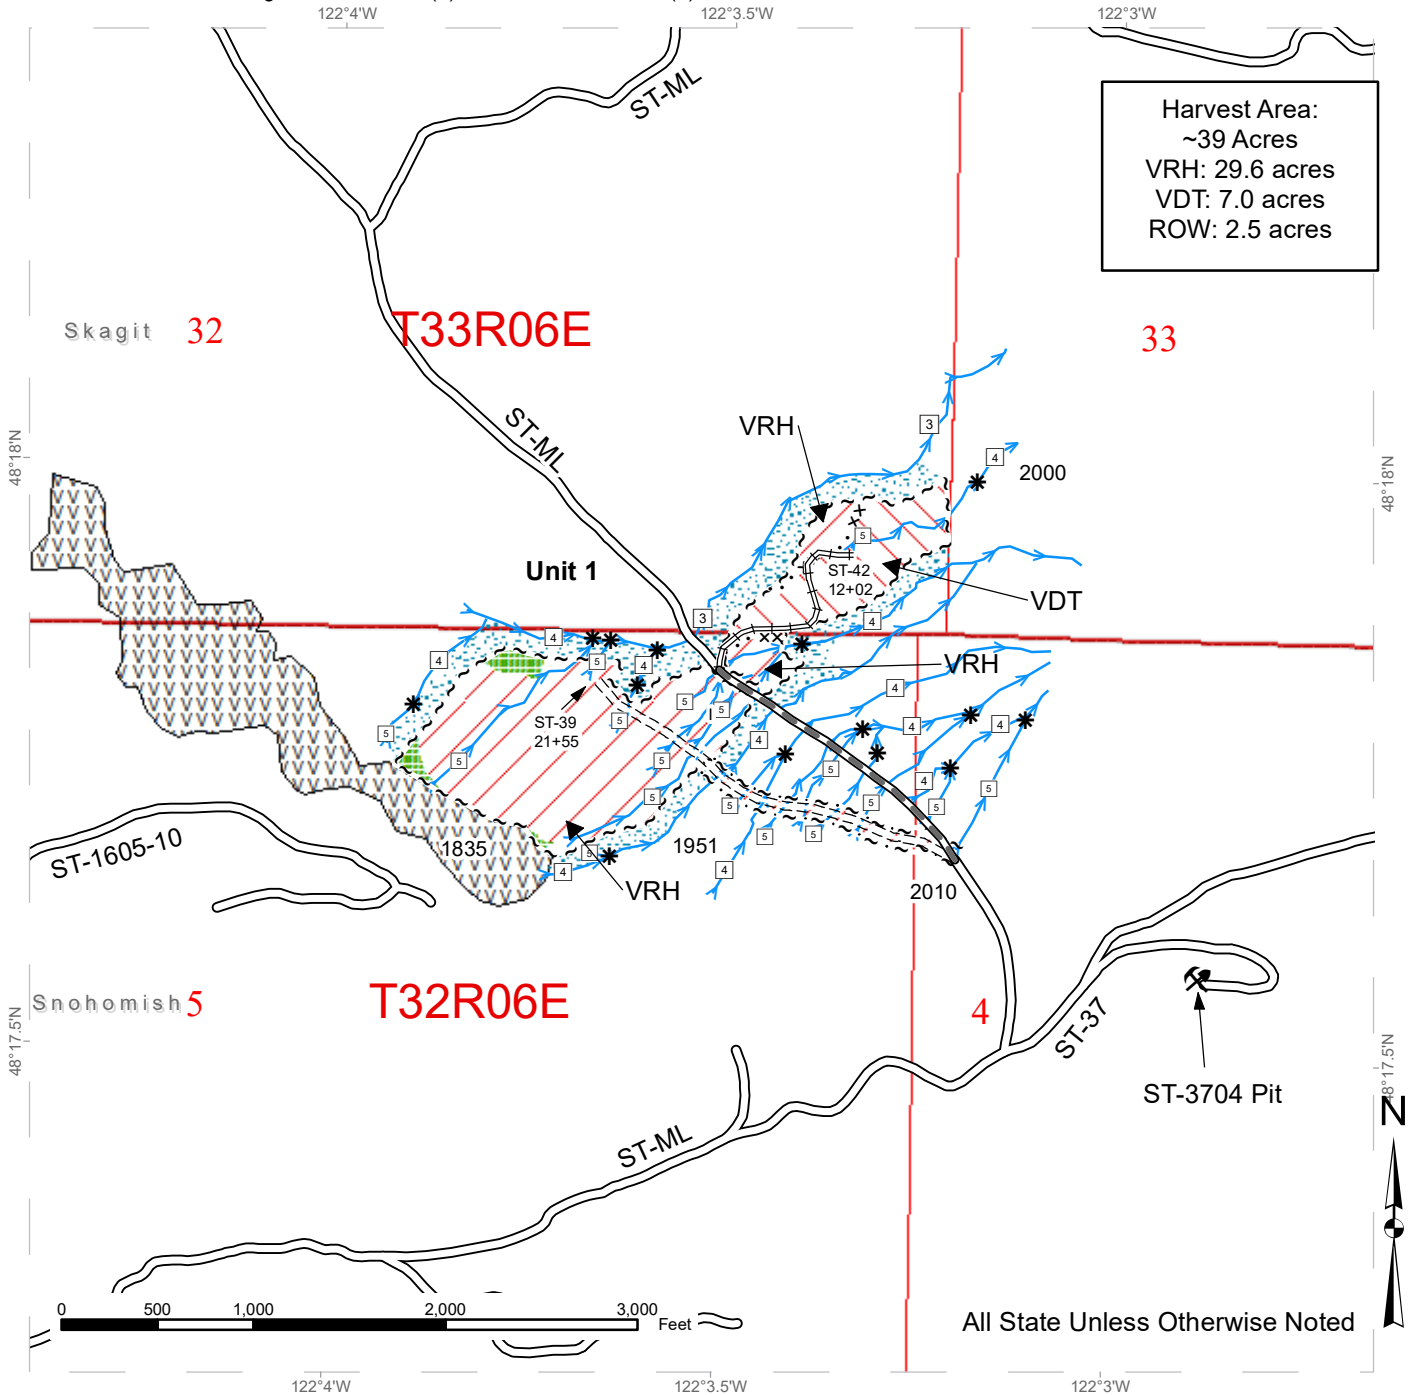 122°4'W
122°3.5'W
122°3'W
ST-ML
Harvest Area:
~39 Acres
VRH: 29.6 acres
VDT: 7.0 acres
ROW: 2.5 acres
Skagit
32
T33R06E
33
ST-ML
VRH
3
4
2000
48°18'N
48°18'N
5
Unit 1
ST-42
12+02
VDT
3
4
4
4
5
4
VRH
4
5
5
5
5
ST-39
21+55
5
4
4
4
5
5
5
4
5
5
5
5
5
5
5
1835
5
1951
4
4
VRH
2010
ST-1605-10
Snohomish
5
T32R06E
4
ST-37
48°17.5'N
48°17.5'N
ST-3704 Pit
N
ST-ML
0
500
1,000
2,000
3,000
Feet
All State Unless Otherwise Noted
122°4'W
122°3.5'W
122°3'W